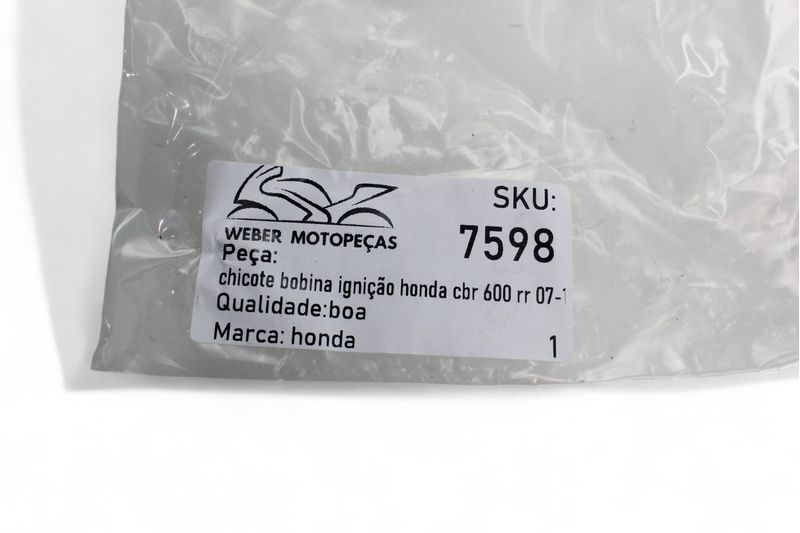 SKU:
7598
WEBER MOTOPEÇAS
Peça:
chicote bobina ignição honda cbr 600 rr 07-1
Qualidade:boa
Marca: honda
1